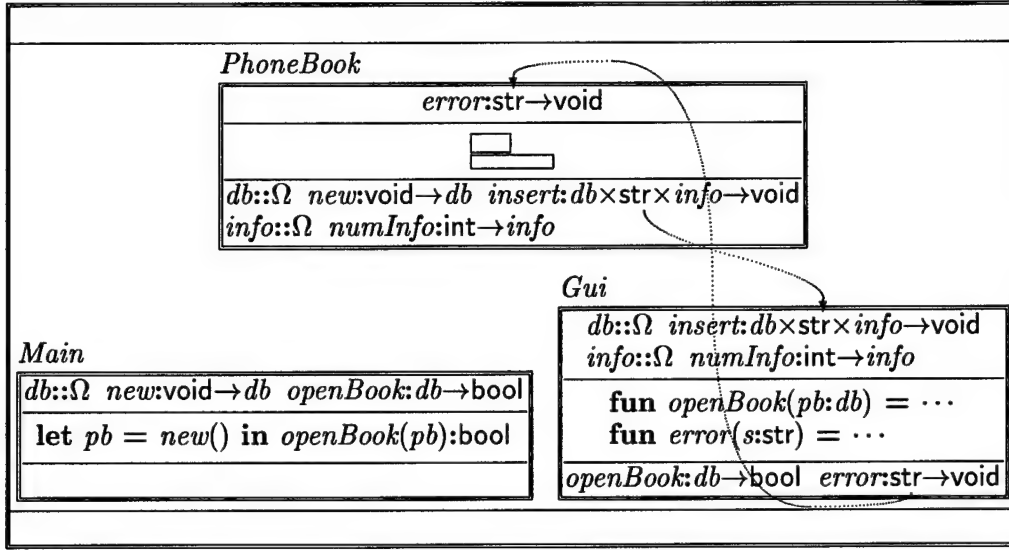 PhoneBook
error:str→void
db::Ω new:void→db insert:db×str×info→void
info::Ω numInfo:int→info
Gui
db::Ω insert:db×str×info→void
info::Ω numInfo:int→info
fun openBook(pb:db) = ···
fun error(s:str) = ···
openBook:db→bool error:str→void
Main
db::Ω new:void→db openBook:db→bool
let pb = new() in openBook(pb):bool